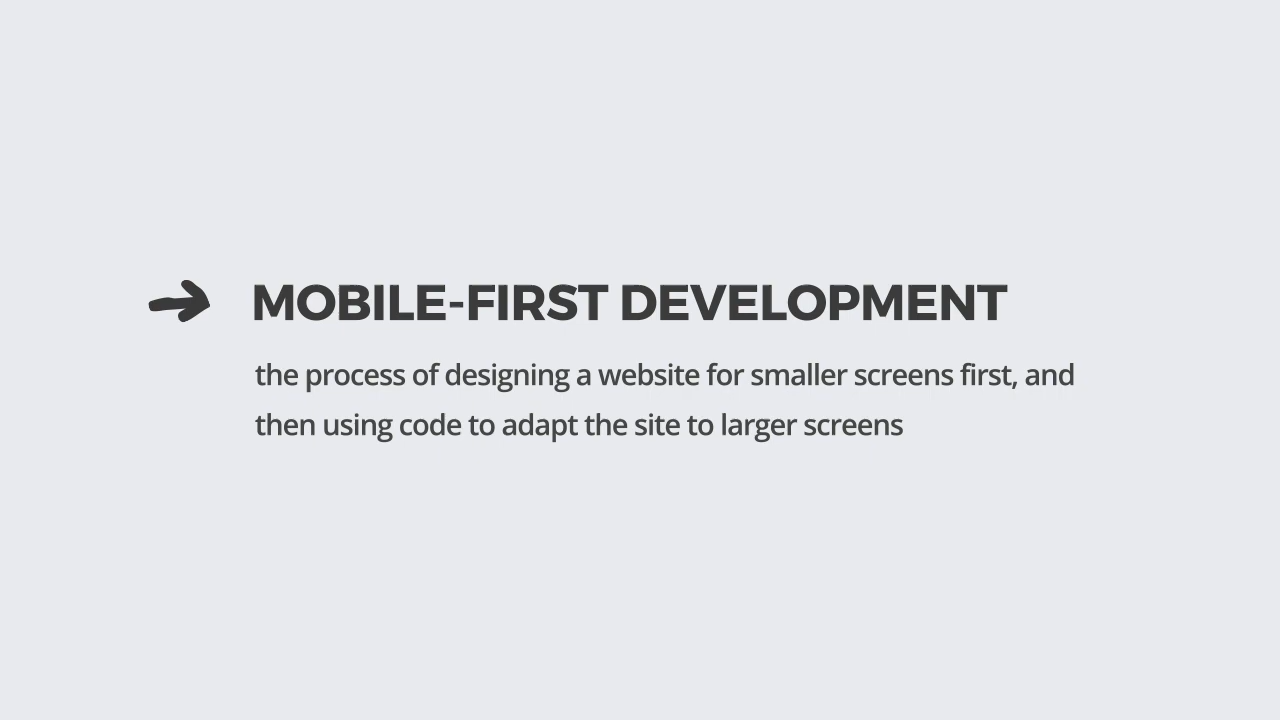 MOBILE-FIRST DEVELOPMENT
the process of designing a website for smaller screens first, and
then using code to adapt the site to larger screens